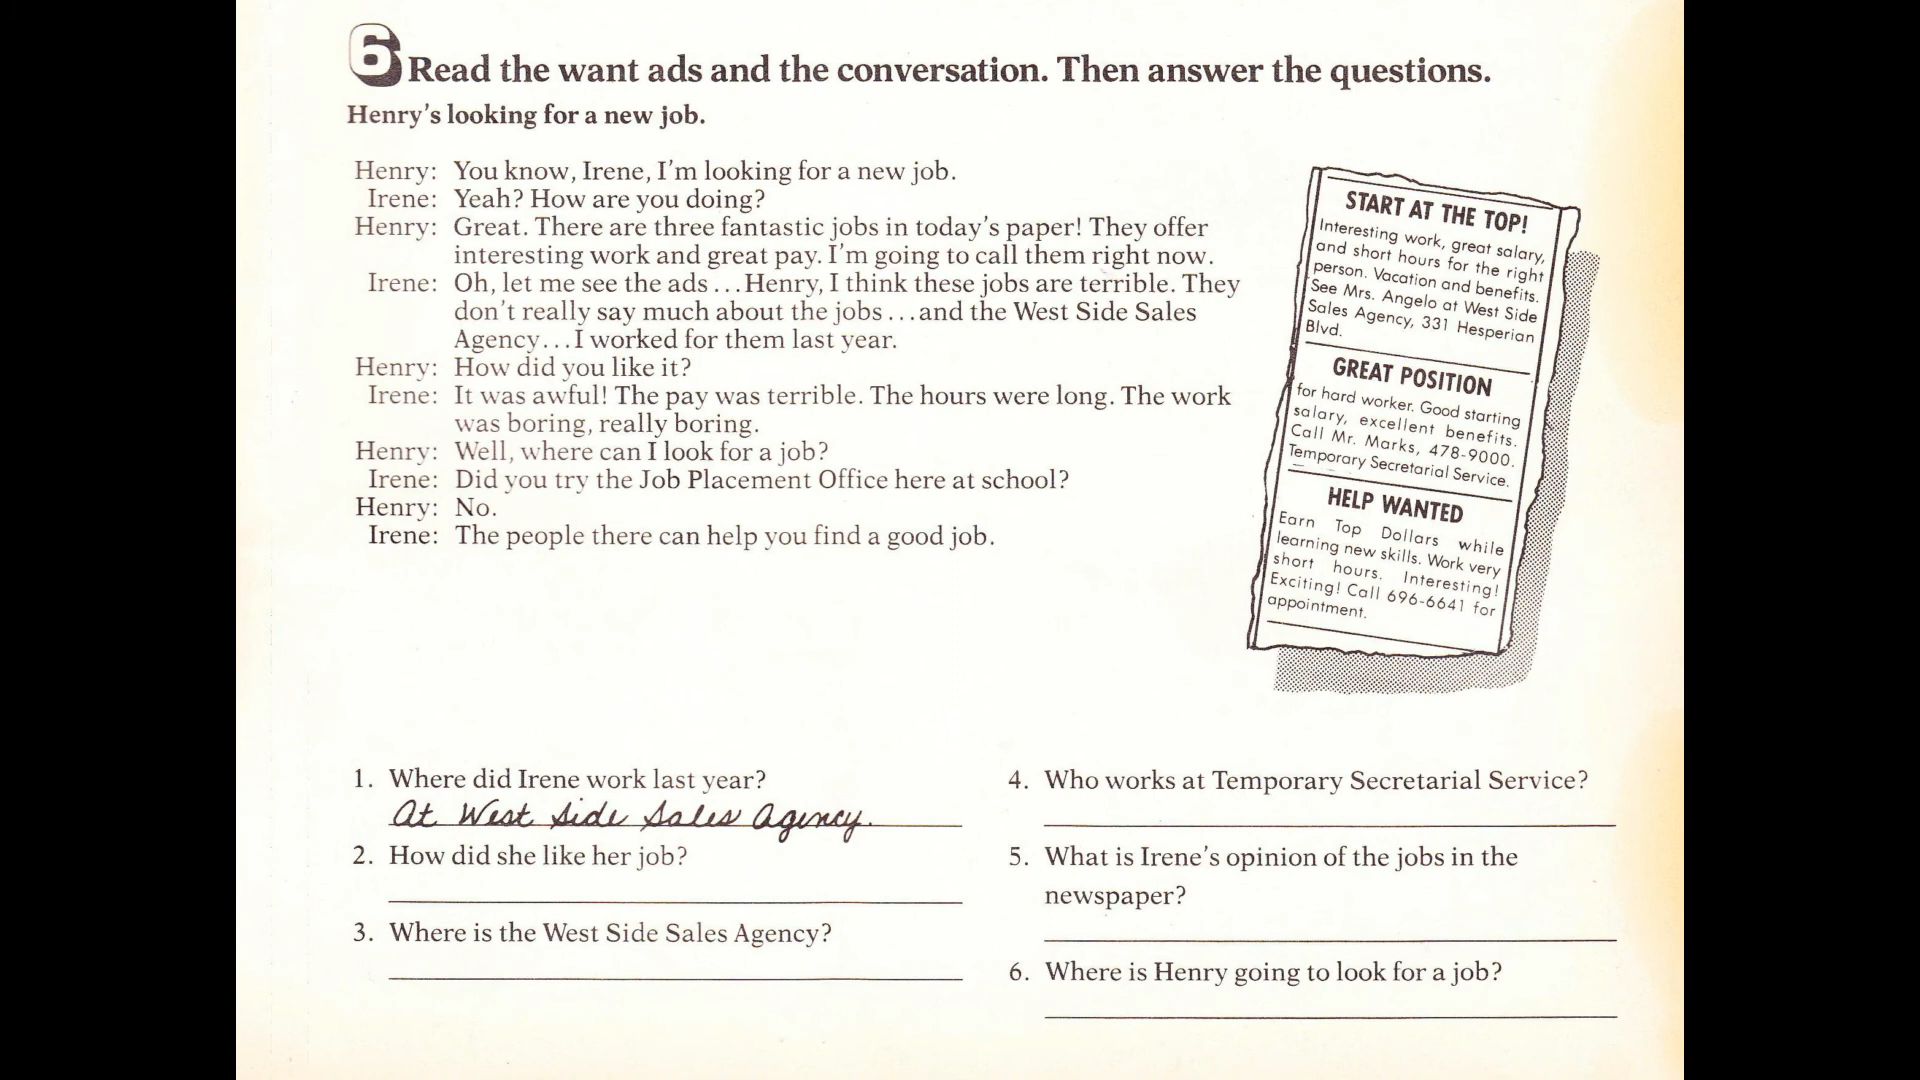 6 Read the want ads and the conversation. Then answer the questions.
Henry's looking for a new job.
Henry: You know, Irene, I'm looking for a new job.
Irene: Yeah? How are you doing?
Henry: Great. There are three fantastic jobs in today's paper! They offer
interesting work and great pay. I'm going to call them right now.
Irene: Oh, let me see the ads ... Henry, I think these jobs are terrible. They
don't really say much about the jobs ... and the West Side Sales
Agency ... I worked for them last year.
Henry: How did you like it?
Irene: It was awful! The pay was terrible. The hours were long. The work
was boring, really boring.
Henry: Well, where can I look for a job?
Irene: Did you try the Job Placement Office here at school?
Henry: No.
Irene: The people there can help you find a good job.
START AT THE TOP!
Interesting work, great salary,
and short hours for the right
person. Vacation and benefits.
See Mrs. Angelo at West Side
Sales Agency, 331 Hesperian
Blvd.
GREAT POSITION
for hard worker. Good starting
salary, excellent benefits.
Call Mr. Marks, 478-9000.
Temporary Secretarial Service.
HELP WANTED
Earn Top Dollars while
learning new skills. Work very
short hours. Interesting!
Exciting! Call 696-6641 for
appointment.
1. Where did Irene work last year?
At West Side Sales Agency.
2. How did she like her job?
3. Where is the West Side Sales Agency?
4. Who works at Temporary Secretarial Service?
5. What is Irene's opinion of the jobs in the
newspaper?
6. Where is Henry going to look for a job?